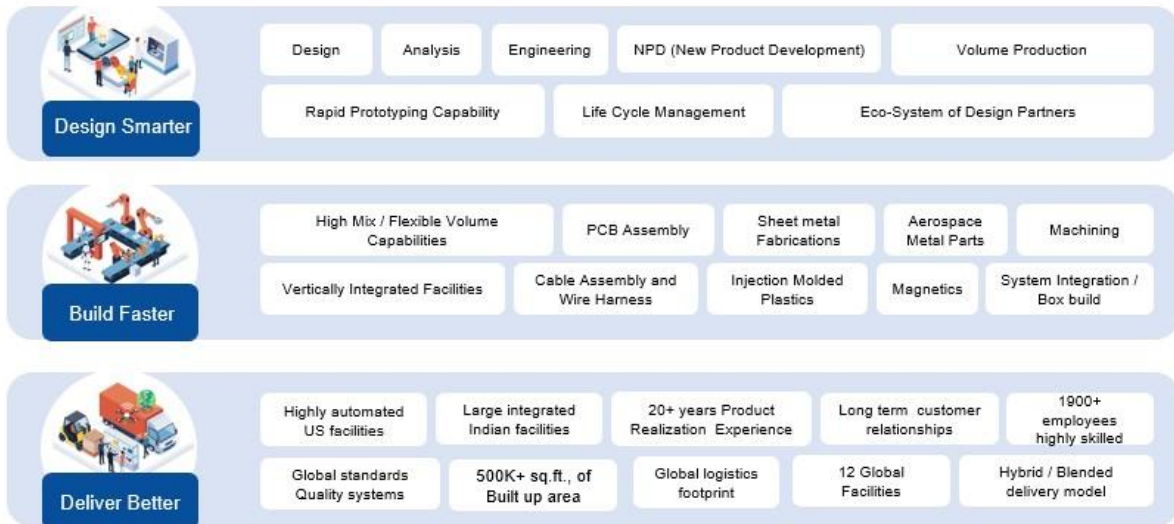 Design Smarter
Design
Analysis
Engineering
NPD (New Product Development)
Volume Production
Rapid Prototyping Capability
Life Cycle Management
Eco-System of Design Partners
Build Faster
High Mix / Flexible Volume
Capabilities
PCB Assembly
Sheet metal
Fabrications
Aerospace
Metal Parts
Machining
Vertically Integrated Facilities
Cable Assembly and
Wire Harness
Injection Molded
Plastics
Magnetics
System Integration /
Box build
Deliver Better
Highly automated
US facilities
Large integrated
Indian facilities
20+ years Product
Realization Experience
Long term customer
relationships
1900+
employees
highly skilled
Global standards
Quality systems
500K+ sq.ft., of
Built up area
Global logistics
footprint
12 Global
Facilities
Hybrid / Blended
delivery model